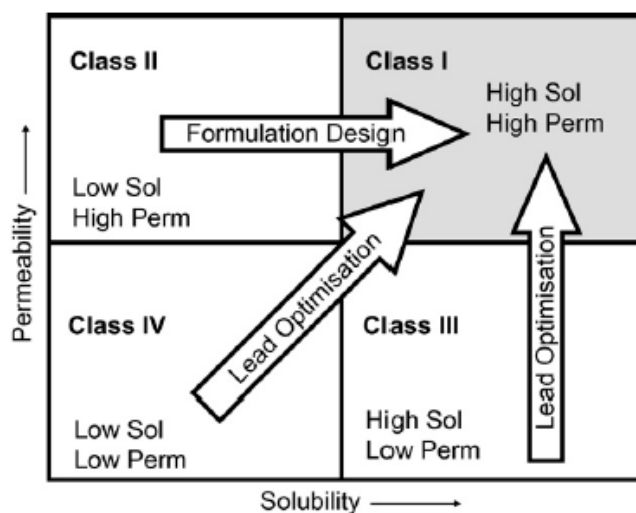 Class II
Class I
High Sol
High Perm
Formulation Design
Low Sol
High Perm
Permeability
Class IV
Class III
Lead Optimisation
Lead Optimisation
Low Sol
Low Perm
High Sol
Low Perm
Solubility